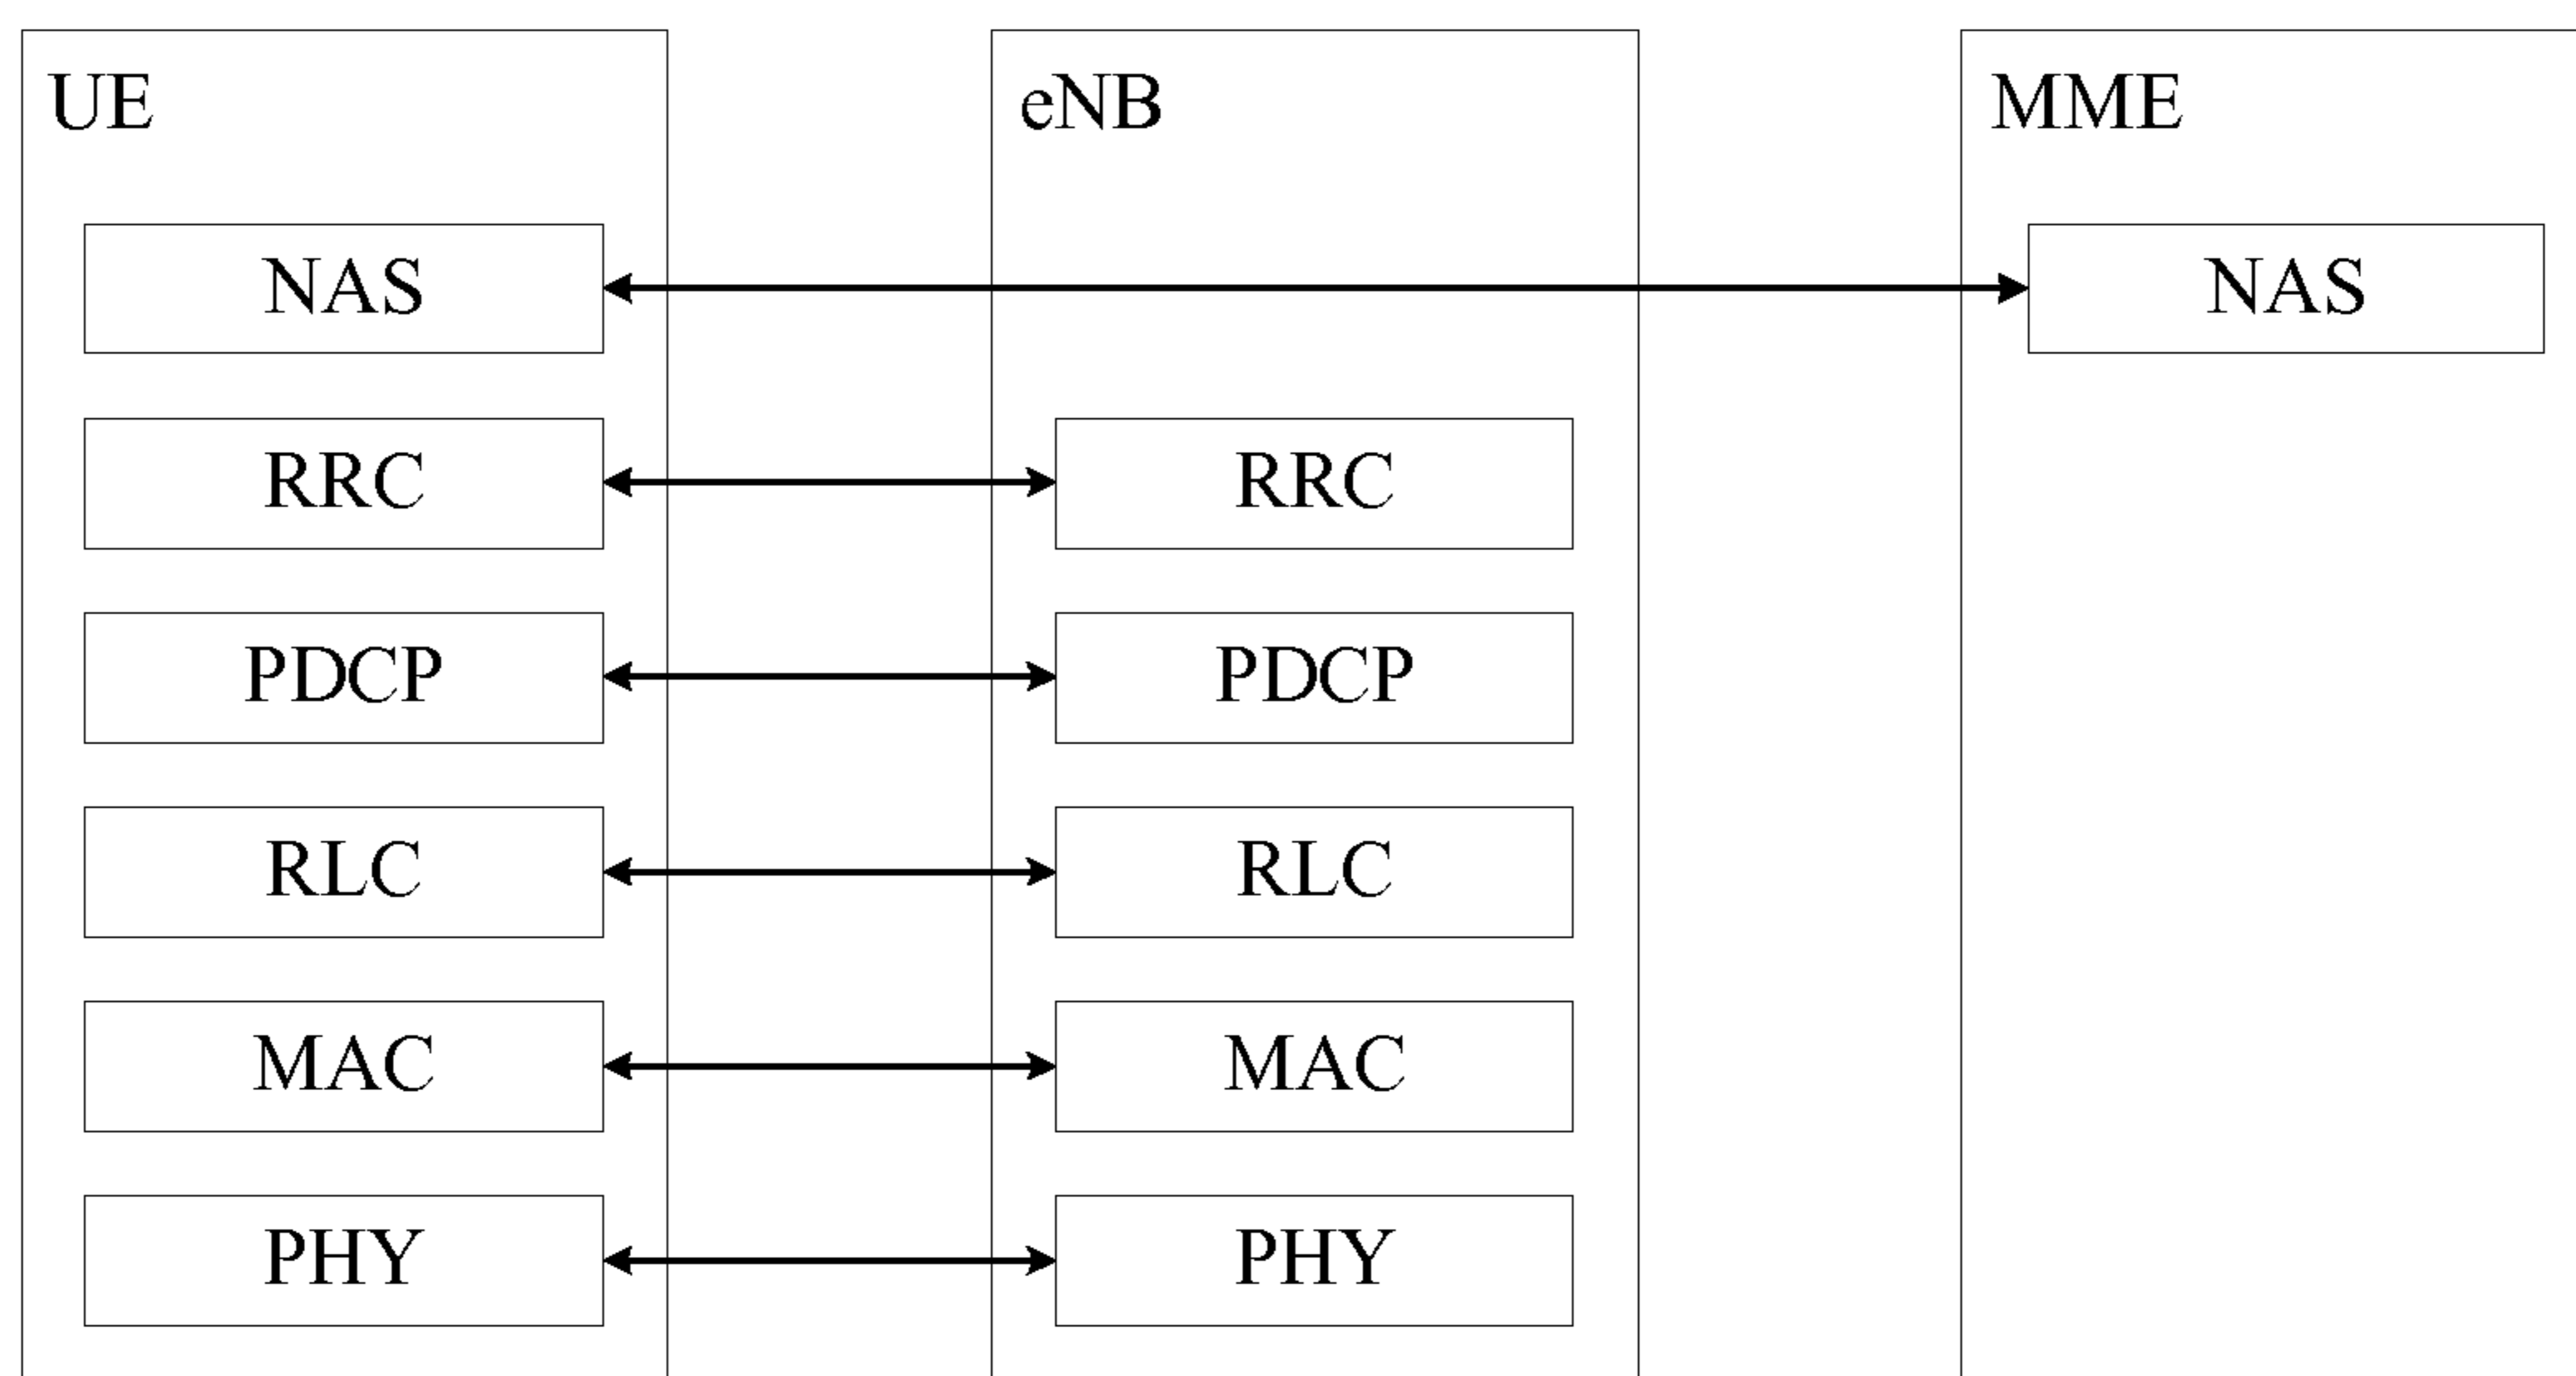 UE
eNB
MME
NAS
NAS
RRC
RRC
PDCP
PDCP
RLC
RLC
MAC
MAC
PHY
PHY